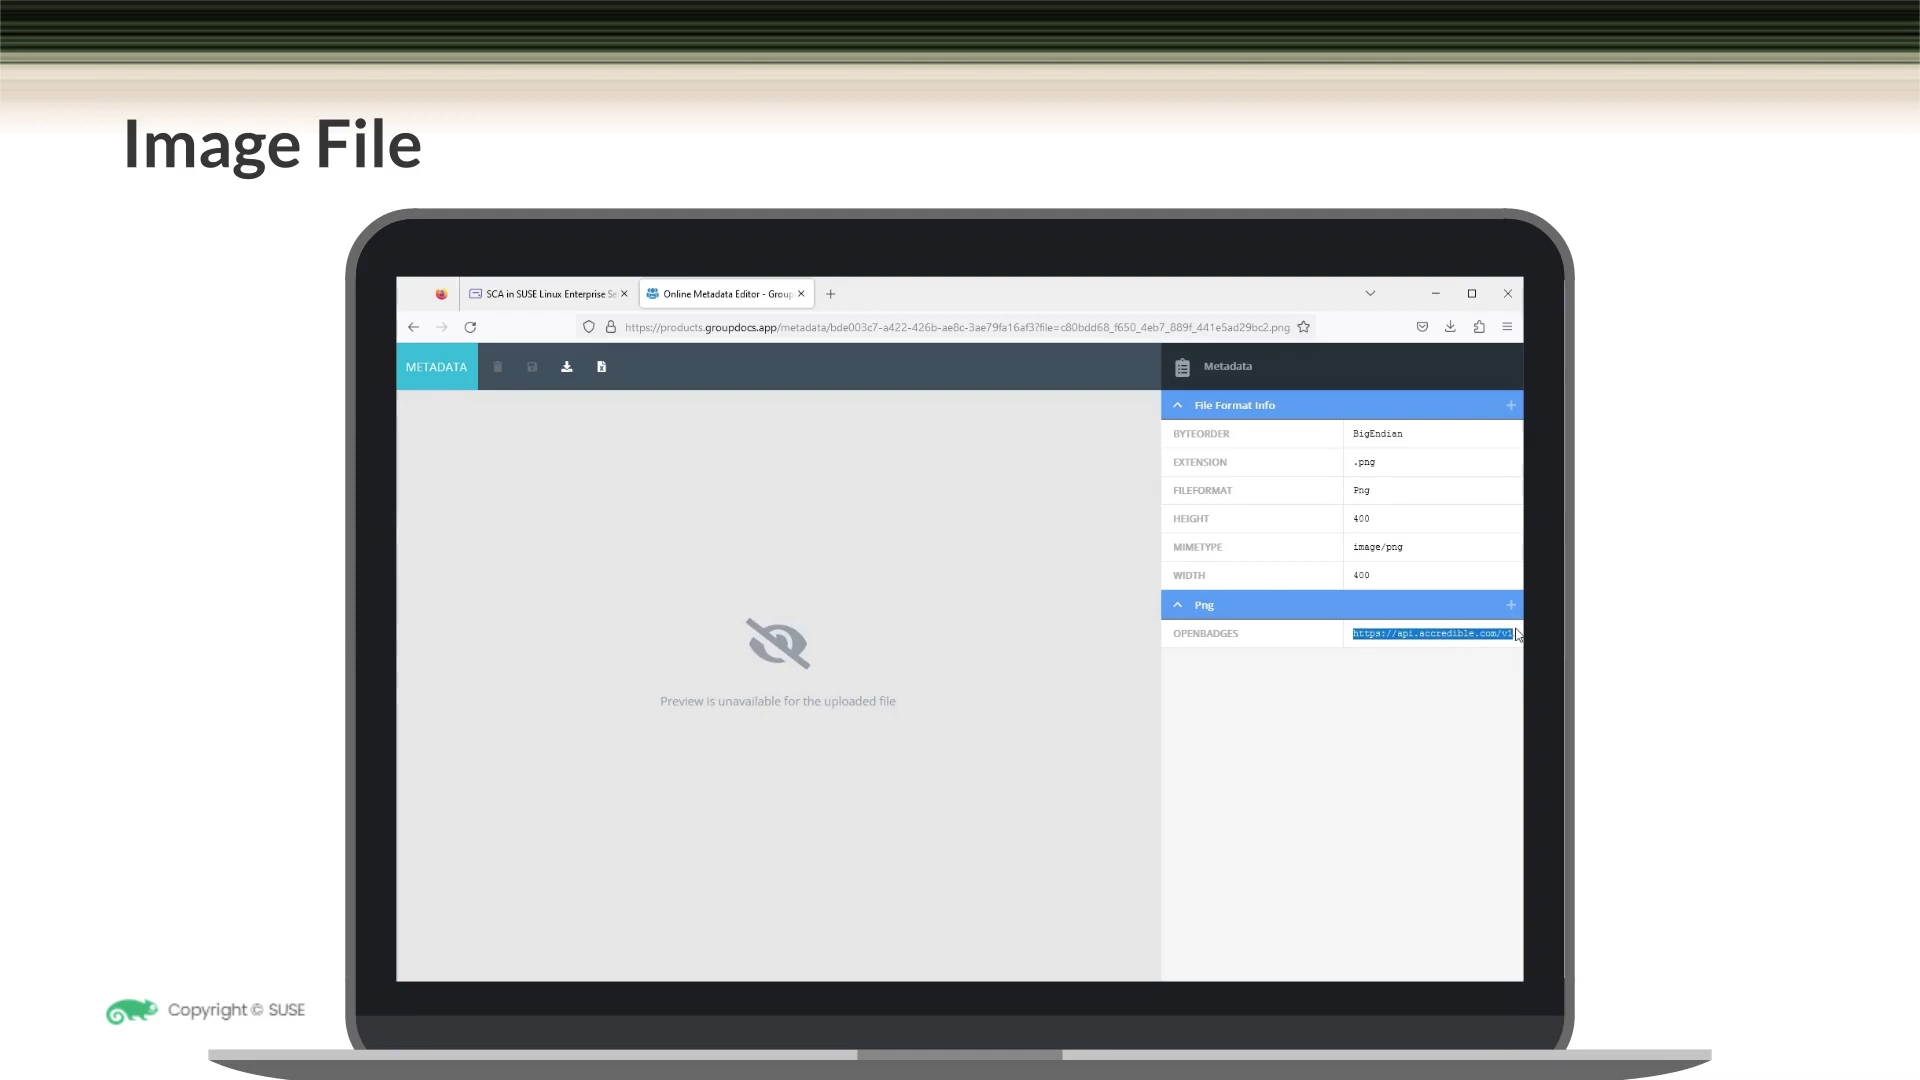 Image File
SCA in SUSE Linux Enterprise Se
Online Metadata Editor - Group
https://products.groupdocs.app/metadata/bde003c7-a422-426b-ae8c-3ae79fa16af3?file=c80bdd68_f650_4eb7_889f_441e5ad29bc2.png
METADATA
Metadata
File Format Info
BYTEORDER BigEndian
EXTENSION .png
FILEFORMAT Png
HEIGHT 400
MIMETYPE image/png
WIDTH 400
Png
OPENBADGES https://api.accredible.com/v1
Preview is unavailable for the uploaded file
Copyright © SUSE